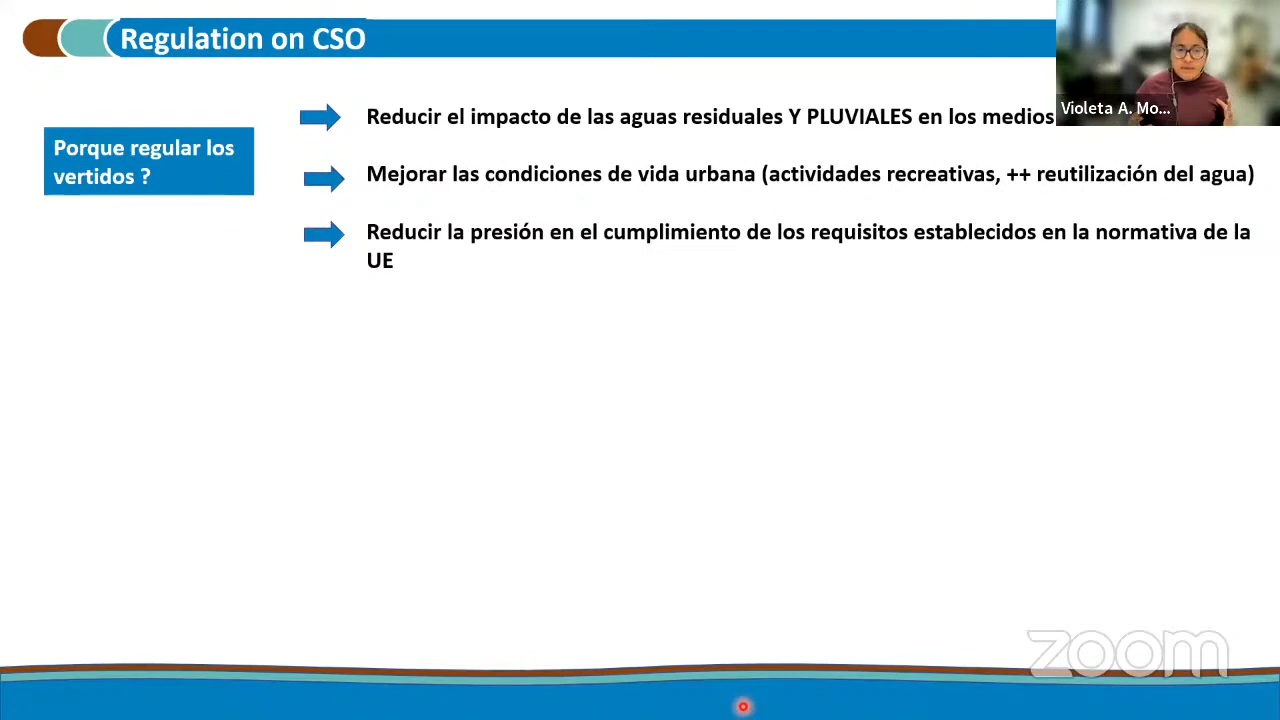 Regulation on CSO
Violeta A. Mo...
Porque regular los
vertidos ?
Reducir el impacto de las aguas residuales Y PLUVIALES en los medios
Mejorar las condiciones de vida urbana (actividades recreativas, ++ reutilización del agua)
Reducir la presión en el cumplimiento de los requisitos establecidos en la normativa de la
UE
zoom